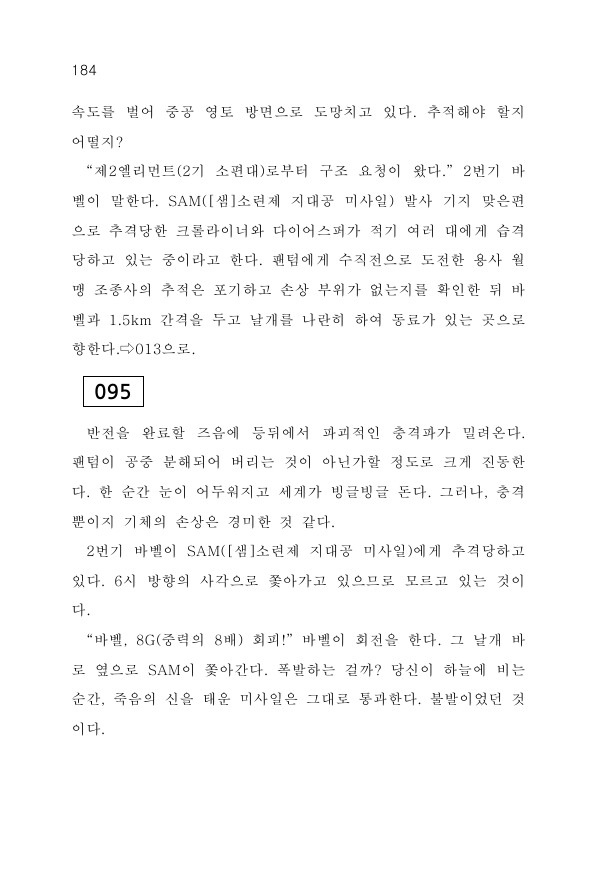 184
속도를 벌어 중공 영토 방면으로 도망치고 있다. 추적해야 할지
어떨지?
“제2엘리먼트(2기 소편대)로부터 구조 요청이 왔다.” 2번기 바
벨이 말한다. SAM([샘]소련제 지대공 미사일) 발사 기지 맞은편
으로 추격당한 크롤라이너와 다이어스퍼가 적기 여러 대에게 습격
당하고 있는 중이라고 한다. 팬텀에게 수직전으로 도전한 용사 월
맹 조종사의 추적은 포기하고 손상 부위가 없는지를 확인한 뒤 바
벨과 1.5km 간격을 두고 날개를 나란히 하여 동료가 있는 곳으로
향한다.⇨013으로.
095
반전을 완료할 즈음에 등뒤에서 파괴적인 충격파가 밀려온다.
팬텀이 공중 분해되어 버리는 것이 아닌가할 정도로 크게 진동한
다. 한 순간 눈이 어두워지고 세계가 빙글빙글 돈다. 그러나, 충격
뿐이지 기체의 손상은 경미한 것 같다.
2번기 바벨이 SAM([샘]소련제 지대공 미사일)에게 추격당하고
있다. 6시 방향의 사각으로 쫓아가고 있으므로 모르고 있는 것이
다.
“바벨, 8G(중력의 8배) 회피!” 바벨이 회전을 한다. 그 날개 바
로 옆으로 SAM이 쫓아간다. 폭발하는 걸까? 당신이 하늘에 비는
순간, 죽음의 신을 태운 미사일은 그대로 통과한다. 불발이었던 것
이다.